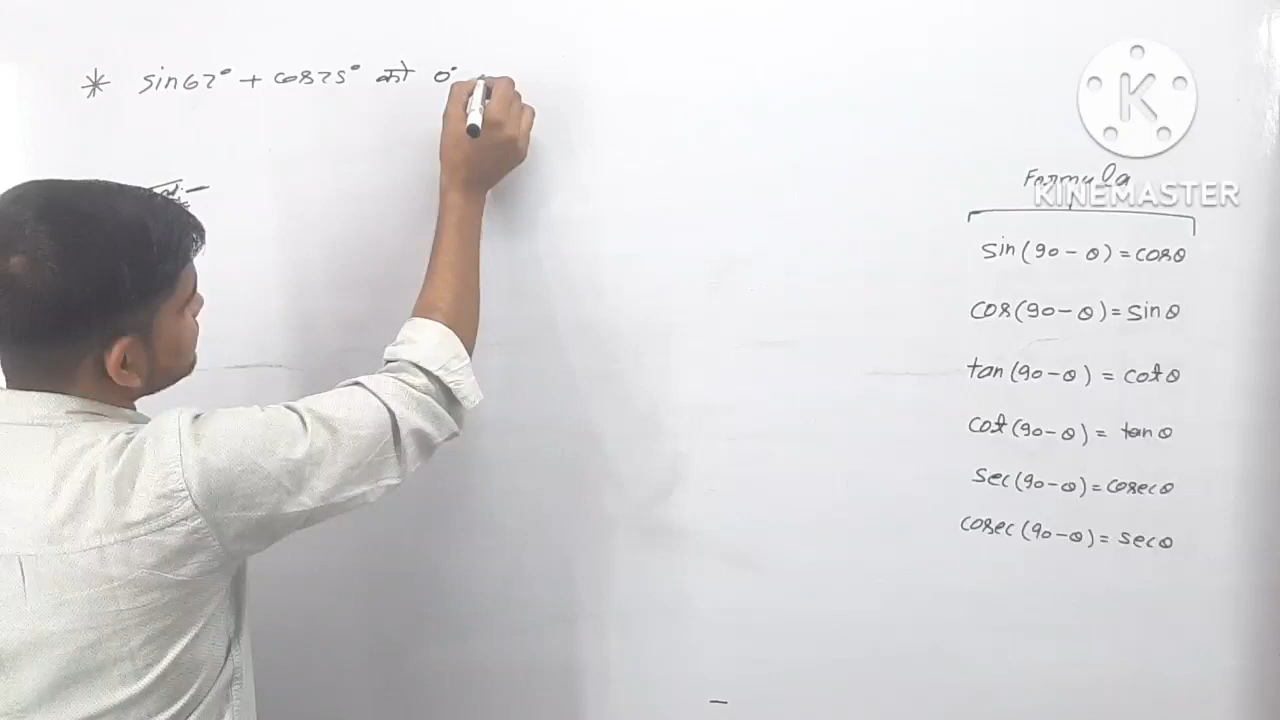 * sin67° + cos75° को 0°
Formula
KINEMASTER
sin(90-θ)=cosθ
cos(90-θ)=sinθ
tan(90-θ) = cotθ
cot(90-θ) = tanθ
sec(90-θ)=cosecθ
cosec(90-θ)= secθ